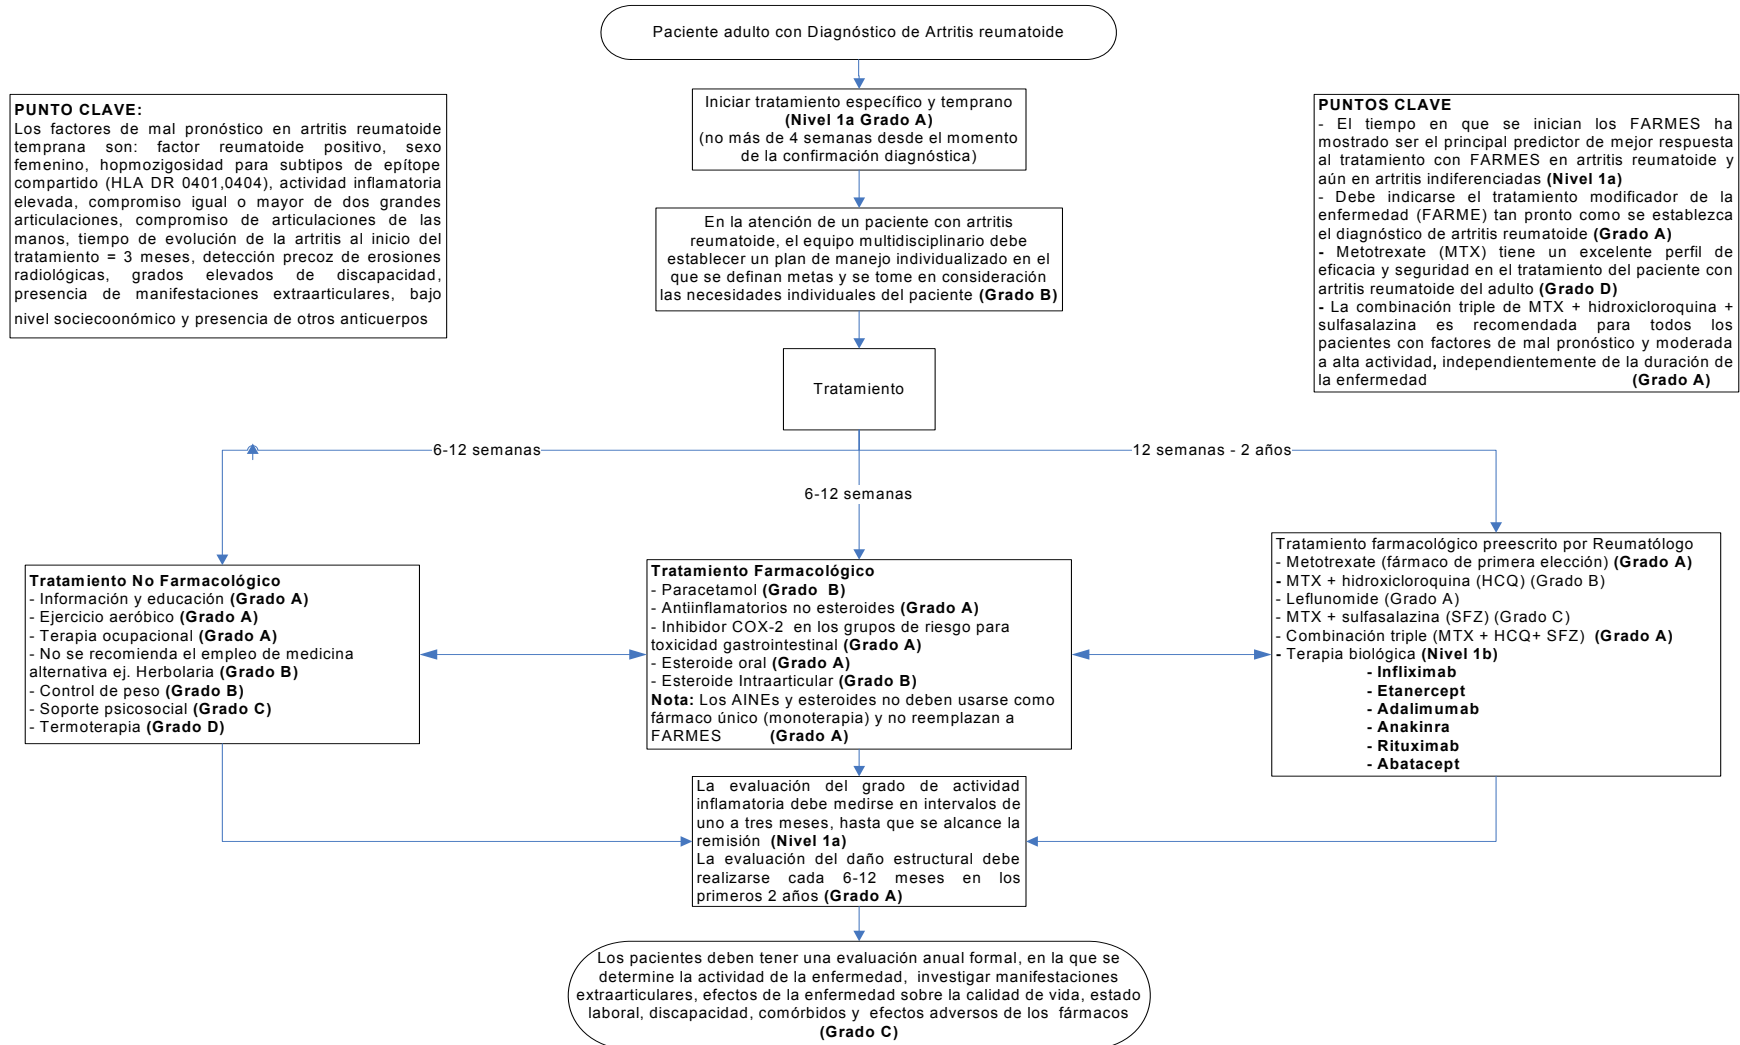 Paciente adulto con Diagnóstico de Artritis reumatoide
Iniciar tratamiento específico y temprano
(Nivel 1a Grado A)
(no más de 4 semanas desde el momento
de la confirmación diagnóstica)
PUNTO CLAVE:
Los factores de mal pronóstico en artritis reumatoide
temprana son: factor reumatoide positivo, sexo
femenino, hopmozigosidad para subtipos de epítope
compartido (HLA DR 0401,0404), actividad inflamatoria
elevada, compromiso igual o mayor de dos grandes
articulaciones, compromiso de articulaciones de las
manos, tiempo de evolución de la artritis al inicio del
tratamiento = 3 meses, detección precoz de erosiones
radiológicas, grados elevados de discapacidad,
presencia de manifestaciones extraarticulares, bajo
nivel sociecoonómico y presencia de otros anticuerpos
PUNTOS CLAVE
- El tiempo en que se inician los FARMES ha
mostrado ser el principal predictor de mejor respuesta
al tratamiento con FARMES en artritis reumatoide y
aún en artritis indiferenciadas (Nivel 1a)
- Debe indicarse el tratamiento modificador de la
enfermedad (FARME) tan pronto como se establezca
el diagnóstico de artritis reumatoide (Grado A)
- Metotrexate (MTX) tiene un excelente perfil de
eficacia y seguridad en el tratamiento del paciente con
artritis reumatoide del adulto (Grado D)
- La combinación triple de MTX + hidroxicloroquina +
sulfasalazina es recomendada para todos los
pacientes con factores de mal pronóstico y moderada
a alta actividad, independientemente de la duración de
la enfermedad (Grado A)
En la atención de un paciente con artritis
reumatoide, el equipo multidisciplinario debe
establecer un plan de manejo individualizado en el
que se definan metas y se tome en consideración
las necesidades individuales del paciente (Grado B)
Tratamiento
6-12 semanas
12 semanas - 2 años
6-12 semanas
Tratamiento No Farmacológico
- Información y educación (Grado A)
- Ejercicio aeróbico (Grado A)
- Terapia ocupacional (Grado A)
- No se recomienda el empleo de medicina
alternativa ej. Herbolaria (Grado B)
- Control de peso (Grado B)
- Soporte psicosocial (Grado C)
- Termoterapia (Grado D)
Tratamiento Farmacológico
- Paracetamol (Grado B)
- Antiinflamatorios no esteroides (Grado A)
- Inhibidor COX-2 en los grupos de riesgo para
toxicidad gastrointestinal (Grado A)
- Esteroide oral (Grado A)
- Esteroide Intraarticular (Grado B)
Nota: Los AINEs y esteroides no deben usarse como
fármaco único (monoterapia) y no reemplazan a
FARMES (Grado A)
Tratamiento farmacológico preescrito por Reumatólogo
- Metotrexate (fármaco de primera elección) (Grado A)
- MTX + hidroxicloroquina (HCQ) (Grado B)
- Leflunomide (Grado A)
- MTX + sulfasalazina (SFZ) (Grado C)
- Combinación triple (MTX + HCQ+ SFZ) (Grado A)
- Terapia biológica (Nivel 1b)
- Infliximab
- Etanercept
- Adalimumab
- Anakinra
- Rituximab
- Abatacept
La evaluación del grado de actividad
inflamatoria debe medirse en intervalos de
uno a tres meses, hasta que se alcance la
remisión (Nivel 1a)
La evaluación del daño estructural debe
realizarse cada 6-12 meses en los
primeros 2 años (Grado A)
Los pacientes deben tener una evaluación anual formal, en la que se
determine la actividad de la enfermedad, investigar manifestaciones
extraarticulares, efectos de la enfermedad sobre la calidad de vida, estado
laboral, discapacidad, comórbidos y efectos adversos de los fármacos
(Grado C)